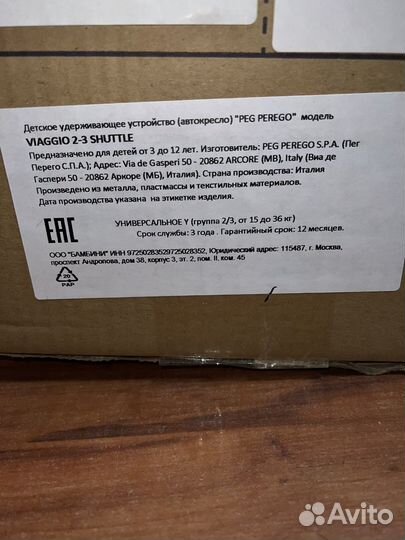 Детское удерживающее устройство (автокресло) "PEG PEREGO" модель
VIAGGIO 2-3 SHUTTLE
Предназначено для детей от 3 до 12 лет. Изготовитель: PEG PEREGO S.P.A. (Пег
Перего С.П.А.); Адрес: Via de Gasperi 50 - 20862 ARCORE (MB), Italy (Виа де
Гаспери 50 - 20862 Аркоре (МБ), Италия). Страна производства: Италия
Произведено из металла, пластмассы и текстильных материалов.
Дата производства указана на этикетке изделия.
EAC
УНИВЕРСАЛЬНОЕ Y (группа 2/3, от 15 до 36 кг)
Срок службы: 3 года . Гарантийный срок: 12 месяцев.
ООО "БАМБИНИ" ИНН 97250283529725028352, Юридический адрес: 115487, г. Москва,
проспект Андропова, дом 38, корпус 3, эт. 2, пом. II, ком. 45
20
PAP
Avito